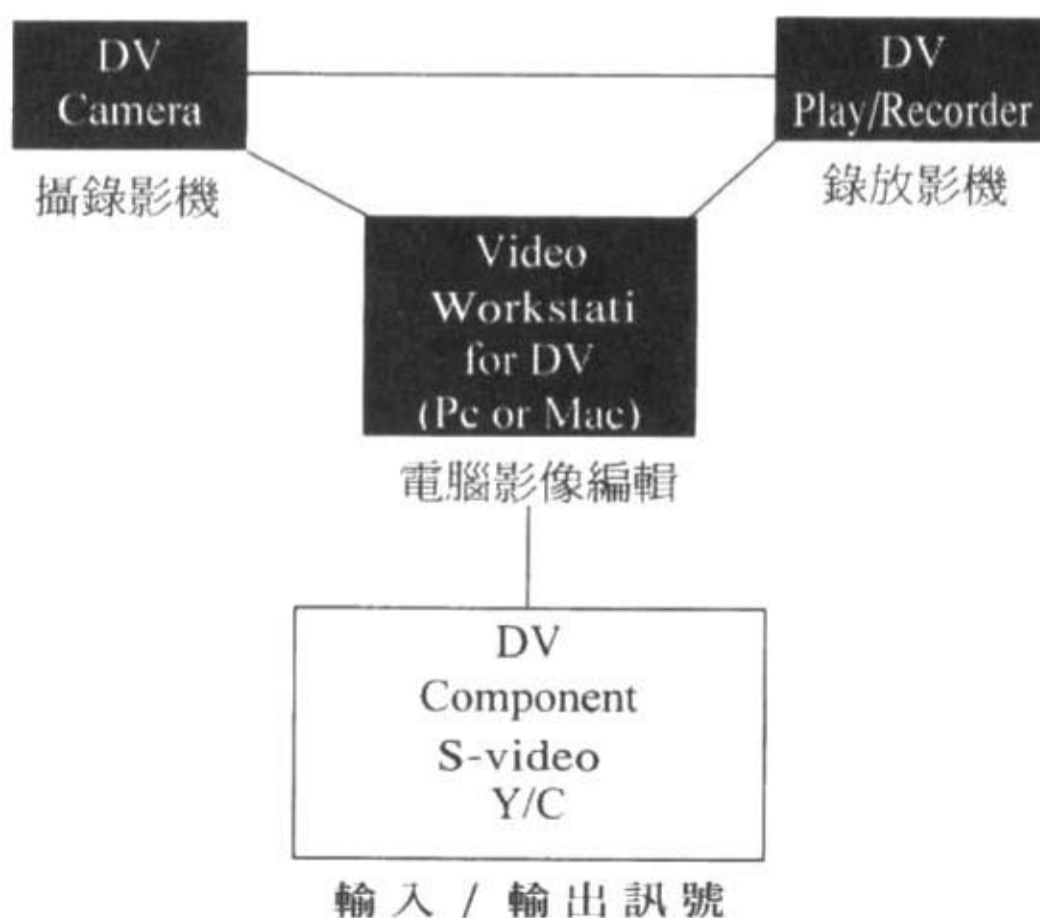 DV
Camera
攝錄影機
DV
Play/Recorder
錄放影機
Video
Workstati
for DV
(Pc or Mac)
電腦影像編輯
DV
Component
S-video
Y/C
輸入 / 輸出訊號